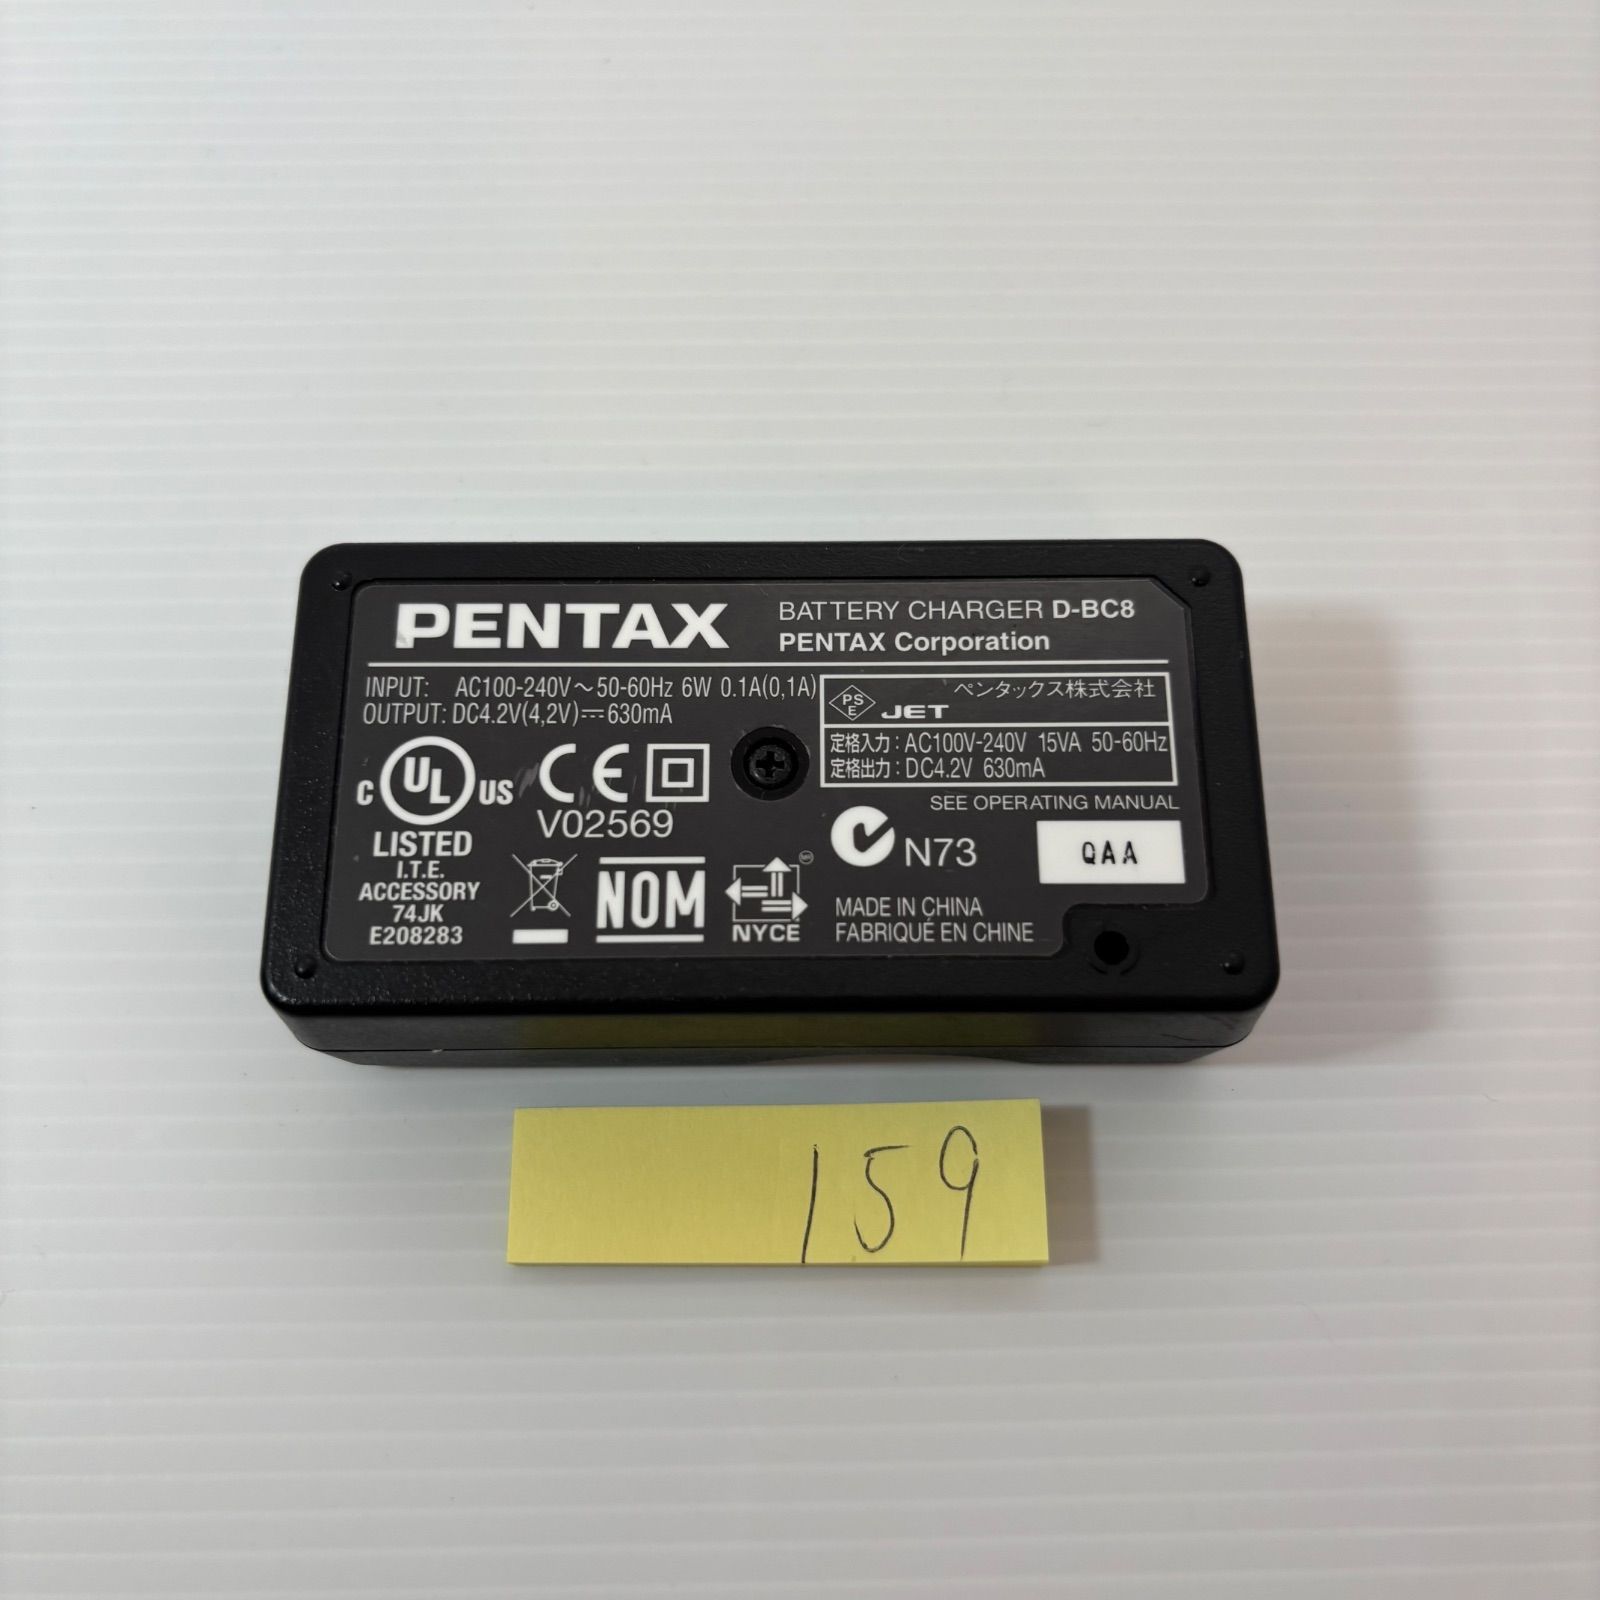 PENTAX
BATTERY CHARGER D-BC8
PENTAX Corporation
INPUT: AC100-240V～50-60Hz 6W 0.1A(0,1A)
OUTPUT: DC4.2V(4,2V)⎓630mA
PS
E
JET
ペンタックス株式会社
定格入力：AC100V-240V 15VA 50-60Hz
定格出力：DC4.2V 630mA
SEE OPERATING MANUAL
C UL US
LISTED
I.T.E.
ACCESSORY
74JK
E208283
CE
V02569
NOM
NYCE
N73
QAA
MADE IN CHINA
FABRIQUÉ EN CHINE
159